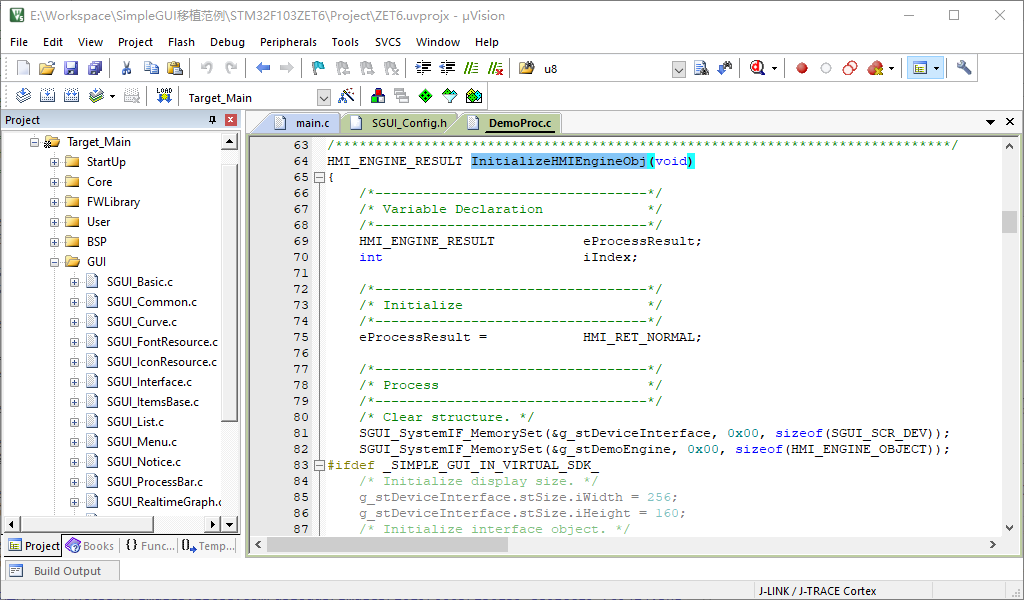 E:\Workspace\SimpleGUI移植范例\STM32F103ZET6\Project\ZET6.uvprojx - µVision
File Edit View Project Flash Debug Peripherals Tools SVCS Window Help
u8
LOAD Target_Main
Project main.c SGUI_Config.h DemoProc.c
Target_Main
StartUp
Core
FWLibrary
User
BSP
GUI
SGUI_Basic.c
SGUI_Common.c
SGUI_Curve.c
SGUI_FontResource.c
SGUI_IconResource.c
SGUI_Interface.c
SGUI_ItemsBase.c
SGUI_List.c
SGUI_Menu.c
SGUI_Notice.c
SGUI_ProcessBar.c
SGUI_RealtimeGraph.c
63 /*****************************************************************************/
64 HMI_ENGINE_RESULT InitializeHMIEngineObj(void)
65 {
66 /*----------------------------------*/
67 /* Variable Declaration */
68 /*----------------------------------*/
69 HMI_ENGINE_RESULT eProcessResult;
70 int iIndex;
71
72 /*----------------------------------*/
73 /* Initialize */
74 /*----------------------------------*/
75 eProcessResult = HMI_RET_NORMAL;
76
77 /*----------------------------------*/
78 /* Process */
79 /*----------------------------------*/
80 /* Clear structure. */
81 SGUI_SystemIF_MemorySet(&g_stDeviceInterface, 0x00, sizeof(SGUI_SCR_DEV));
82 SGUI_SystemIF_MemorySet(&g_stDemoEngine, 0x00, sizeof(HMI_ENGINE_OBJECT));
83 #ifdef _SIMPLE_GUI_IN_VIRTUAL_SDK_
84 /* Initialize display size. */
85 g_stDeviceInterface.stSize.iWidth = 256;
86 g_stDeviceInterface.stSize.iHeight = 160;
87 /* Initialize interface object. */
Project Books {} Func... 0 Temp...
Build Output
J-LINK / J-TRACE Cortex